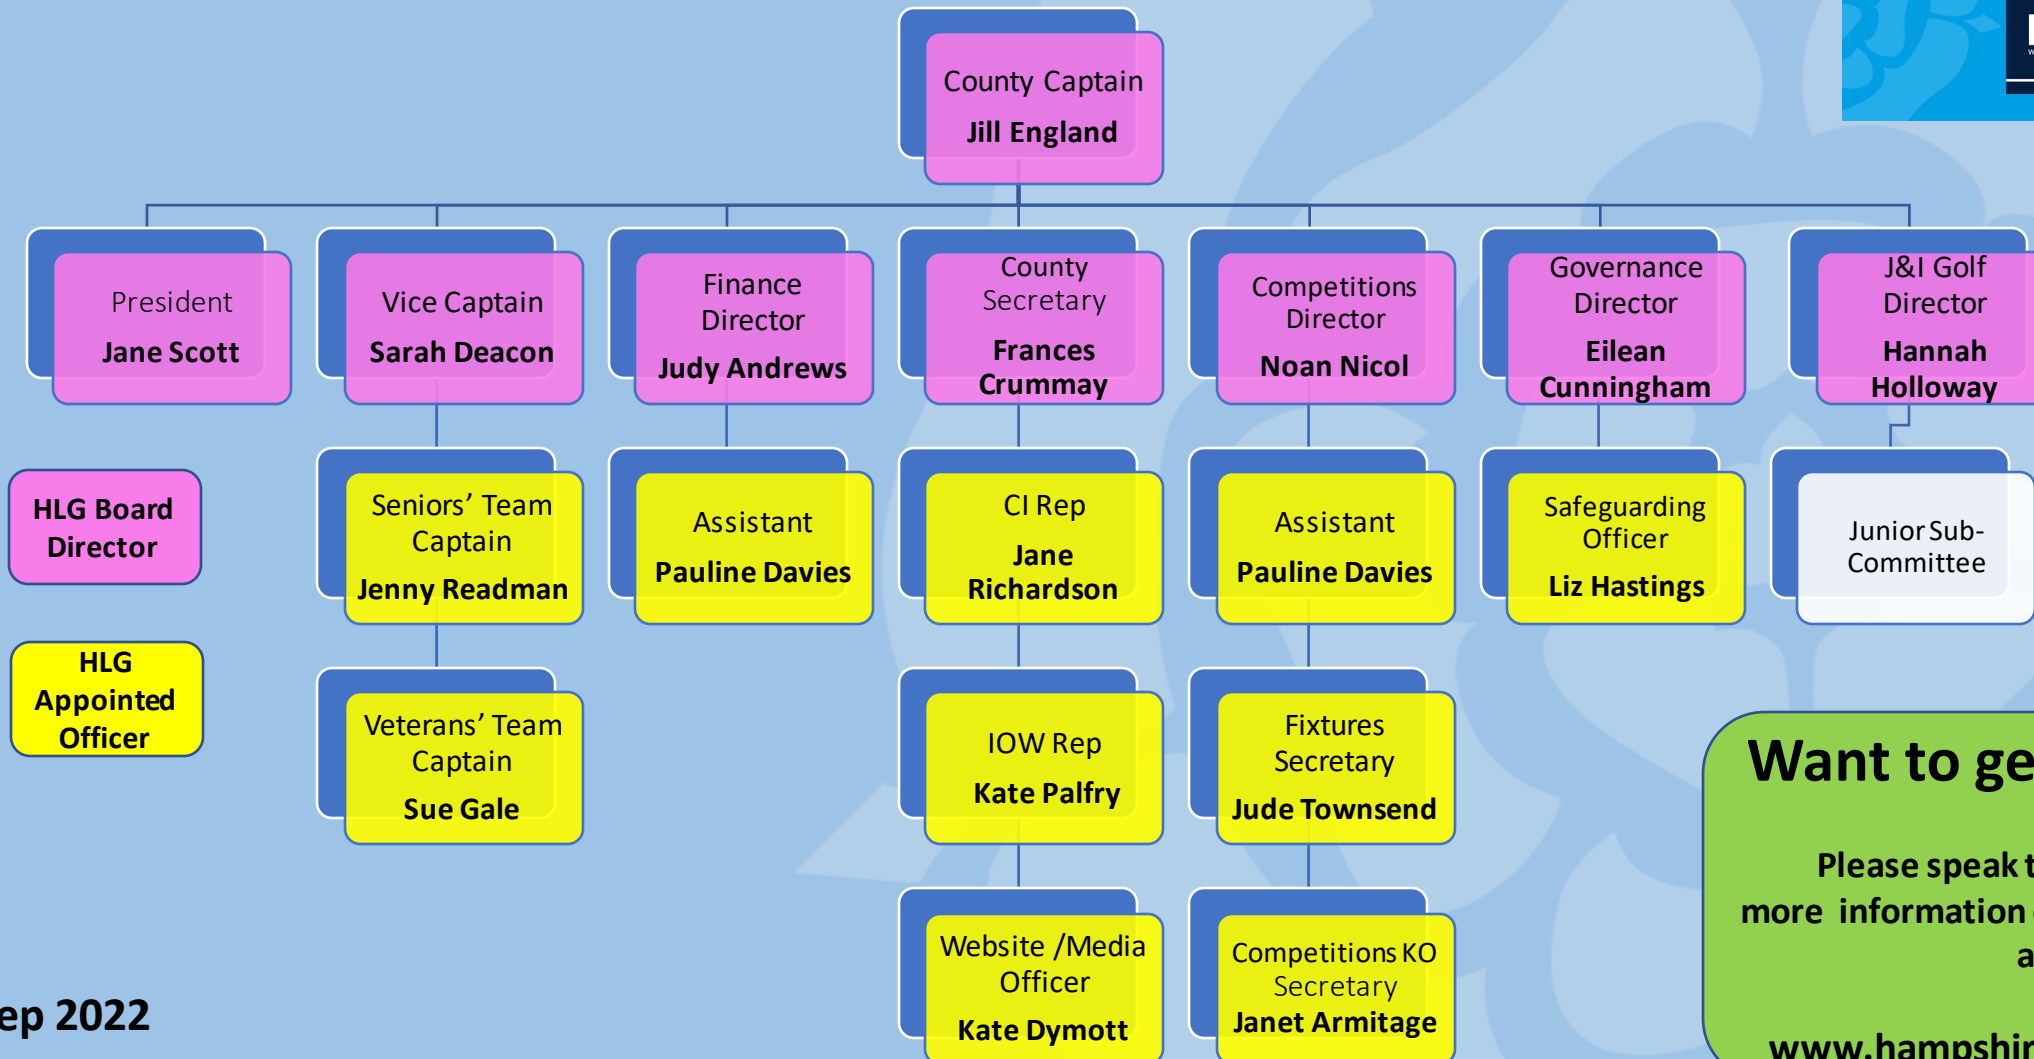 County Captain
Jill England
President
Jane Scott
Vice Captain
Sarah Deacon
Finance
Director
Judy Andrews
County
Secretary
Frances
Crummay
Competitions
Director
Noan Nicol
Governance
Director
Eilean
Cunningham
J&I Golf
Director
Hannah
Holloway
HLG Board
Director
Seniors’ Team
Captain
Jenny Readman
Assistant
Pauline Davies
CI Rep
Jane
Richardson
Assistant
Pauline Davies
Safeguarding
Officer
Liz Hastings
Junior Sub-
Committee
HLG
Appointed
Officer
Veterans’ Team
Captain
Sue Gale
IOW Rep
Kate Palfry
Fixtures
Secretary
Jude Townsend
Website /Media
Officer
Kate Dymott
Competitions KO
Secretary
Janet Armitage
Want to ge
Please speak t
more information
a
www.hampshir
ep 2022